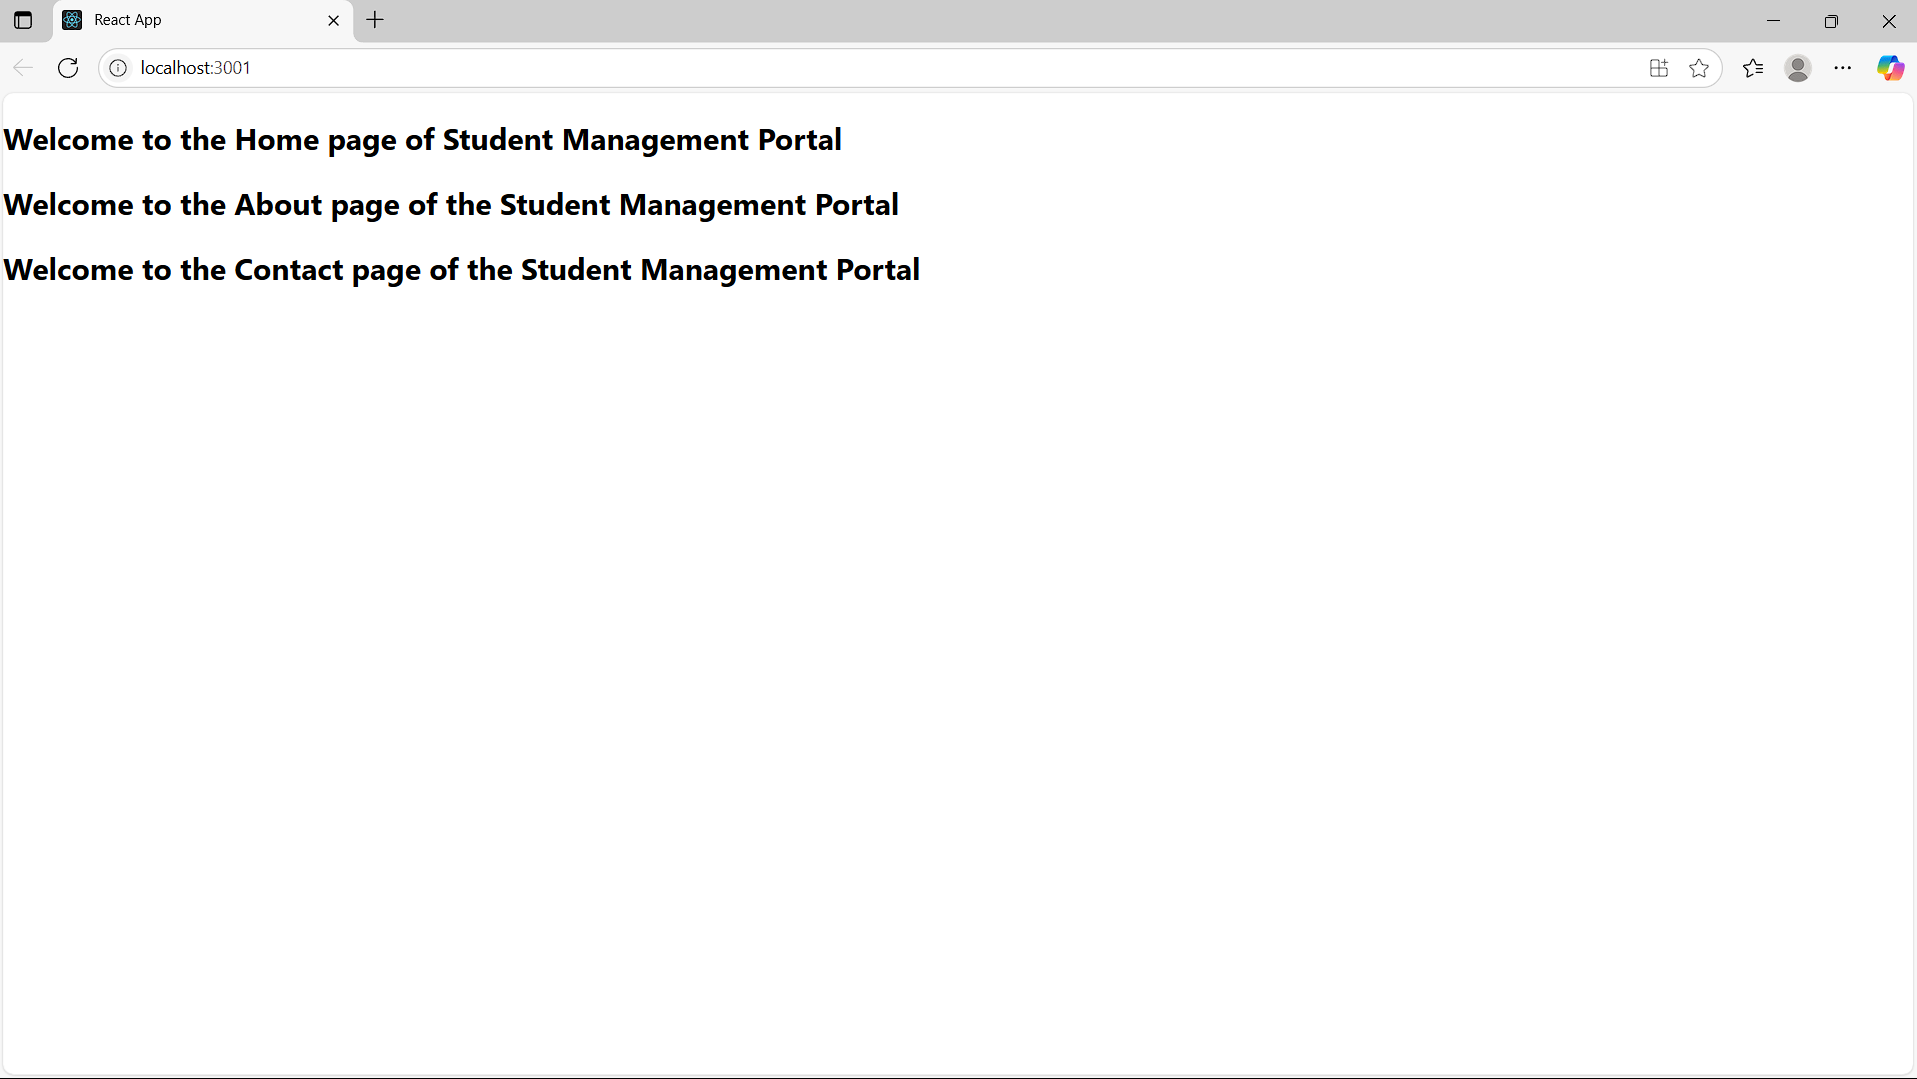 React App
localhost:3001
Welcome to the Home page of Student Management Portal
Welcome to the About page of the Student Management Portal
Welcome to the Contact page of the Student Management Portal